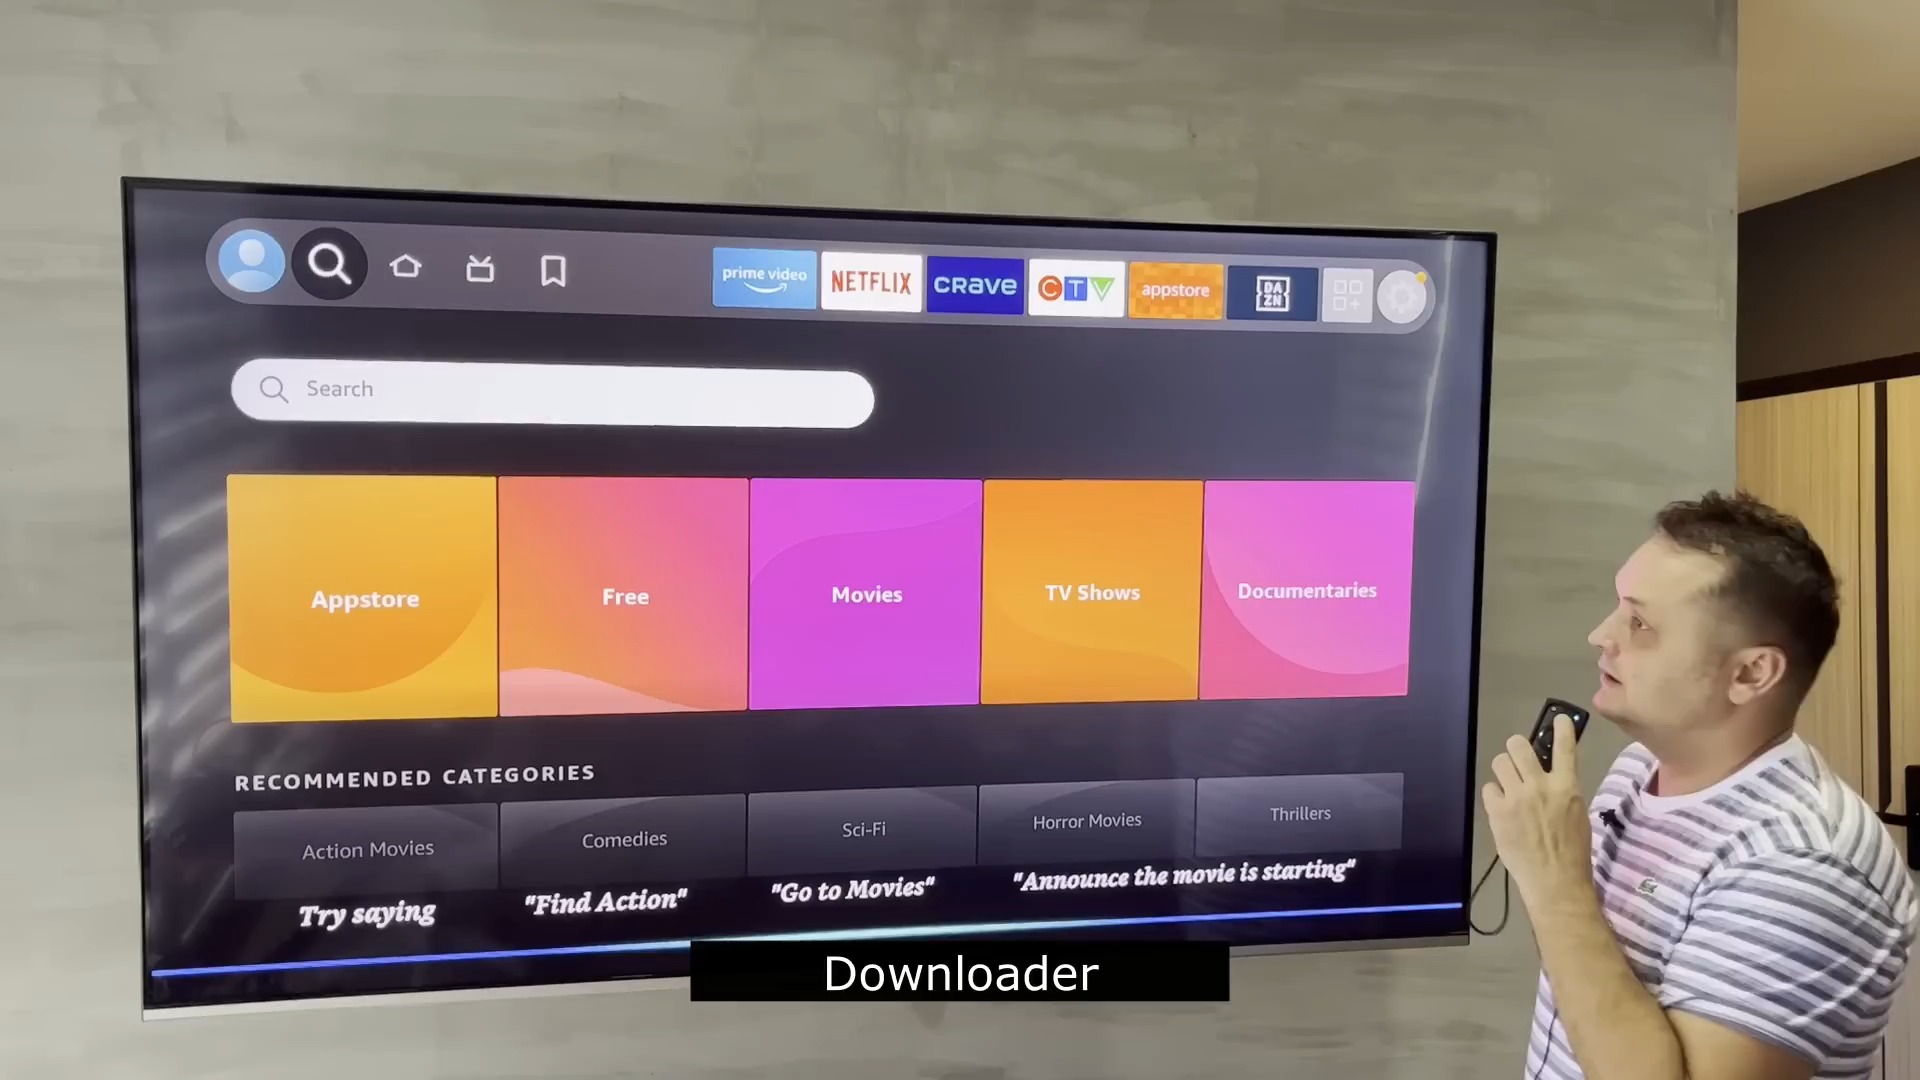 prime video
NETFLIX
CRAVE
CTV
appstore
DAZN
Search
Appstore
Free
Movies
TV Shows
Documentaries
RECOMMENDED CATEGORIES
Action Movies
Comedies
Sci-Fi
Horror Movies
Thrillers
Try saying
"Find Action"
"Go to Movies"
"Announce the movie is starting"
Downloader